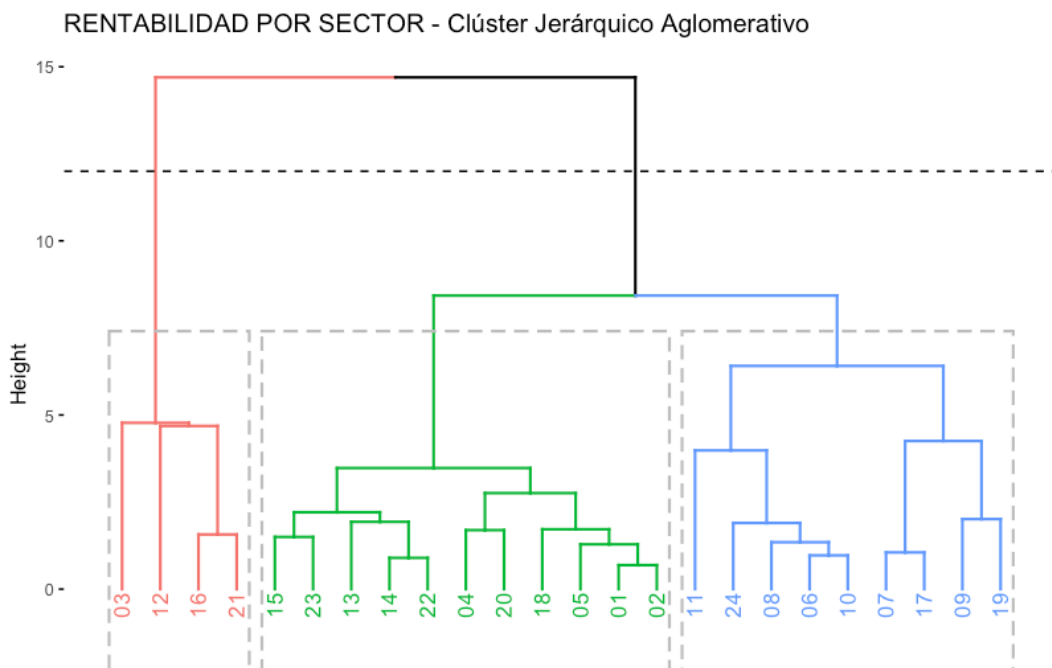 RENTABILIDAD POR SECTOR - Clúster Jerárquico Aglomerativo
15
10
5
0
Height
03 12 16 21 15 23 13 14 22 04 20 18 05 01 02 11 24 08 06 10 07 17 09 19